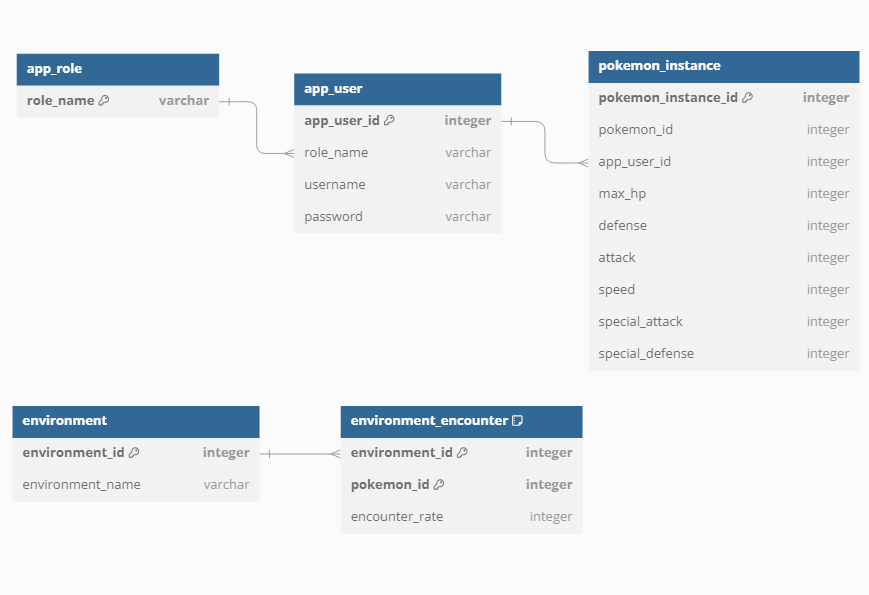 app_role
role_name varchar
app_user
app_user_id integer
role_name varchar
username varchar
password varchar
pokemon_instance
pokemon_instance_id integer
pokemon_id integer
app_user_id integer
max_hp integer
defense integer
attack integer
speed integer
special_attack integer
special_defense integer
environment
environment_id integer
environment_name varchar
environment_encounter
environment_id integer
pokemon_id integer
encounter_rate integer